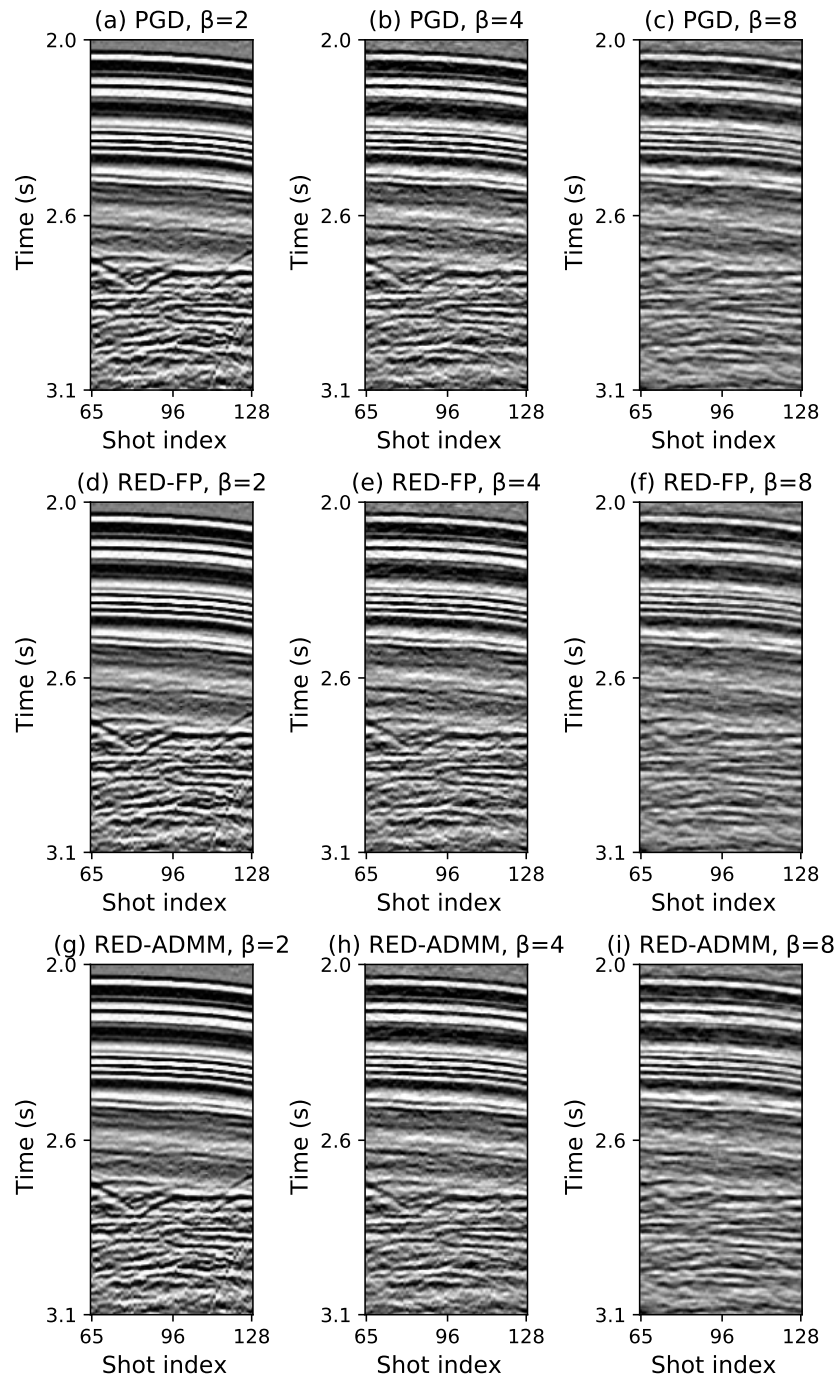 (a) PGD, β=2
(b) PGD, β=4
(c) PGD, β=8
2.0
2.0
2.0
Time (s)
Time (s)
Time (s)
2.6
2.6
2.6
3.1
3.1
3.1
65 96 128
65 96 128
65 96 128
Shot index
Shot index
Shot index
(d) RED-FP, β=2
(e) RED-FP, β=4
(f) RED-FP, β=8
2.0
2.0
2.0
Time (s)
Time (s)
Time (s)
2.6
2.6
2.6
3.1
3.1
3.1
65 96 128
65 96 128
65 96 128
Shot index
Shot index
Shot index
(g) RED-ADMM, β=2
(h) RED-ADMM, β=4
(i) RED-ADMM, β=8
2.0
2.0
2.0
Time (s)
Time (s)
Time (s)
2.6
2.6
2.6
3.1
3.1
3.1
65 96 128
65 96 128
65 96 128
Shot index
Shot index
Shot index